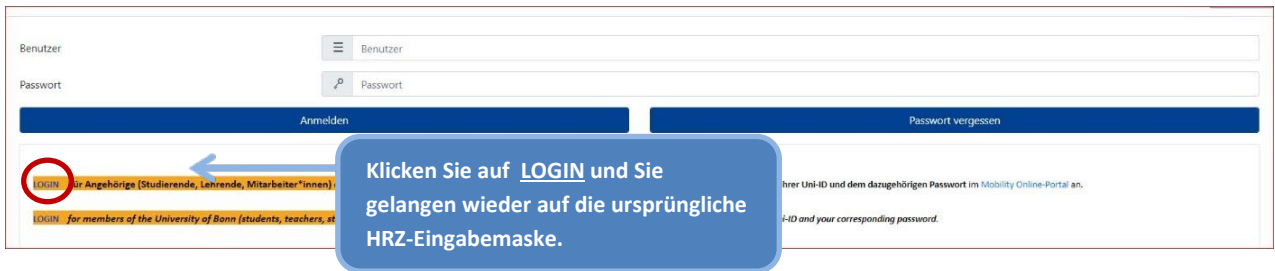 Benutzer Benutzer
Passwort Passwort
Anmelden Passwort vergessen
Klicken Sie auf LOGIN und Sie
gelangen wieder auf die ursprüngliche
HRZ-Eingabemaske.
LOGIN für Angehörige (Studierende, Lehrende, Mitarbeiter*innen) hrer Uni-ID und dem dazugehörigen Passwort im Mobility Online-Portal an.
LOGIN for members of the University of Bonn (students, teachers, st i-ID and your corresponding password.